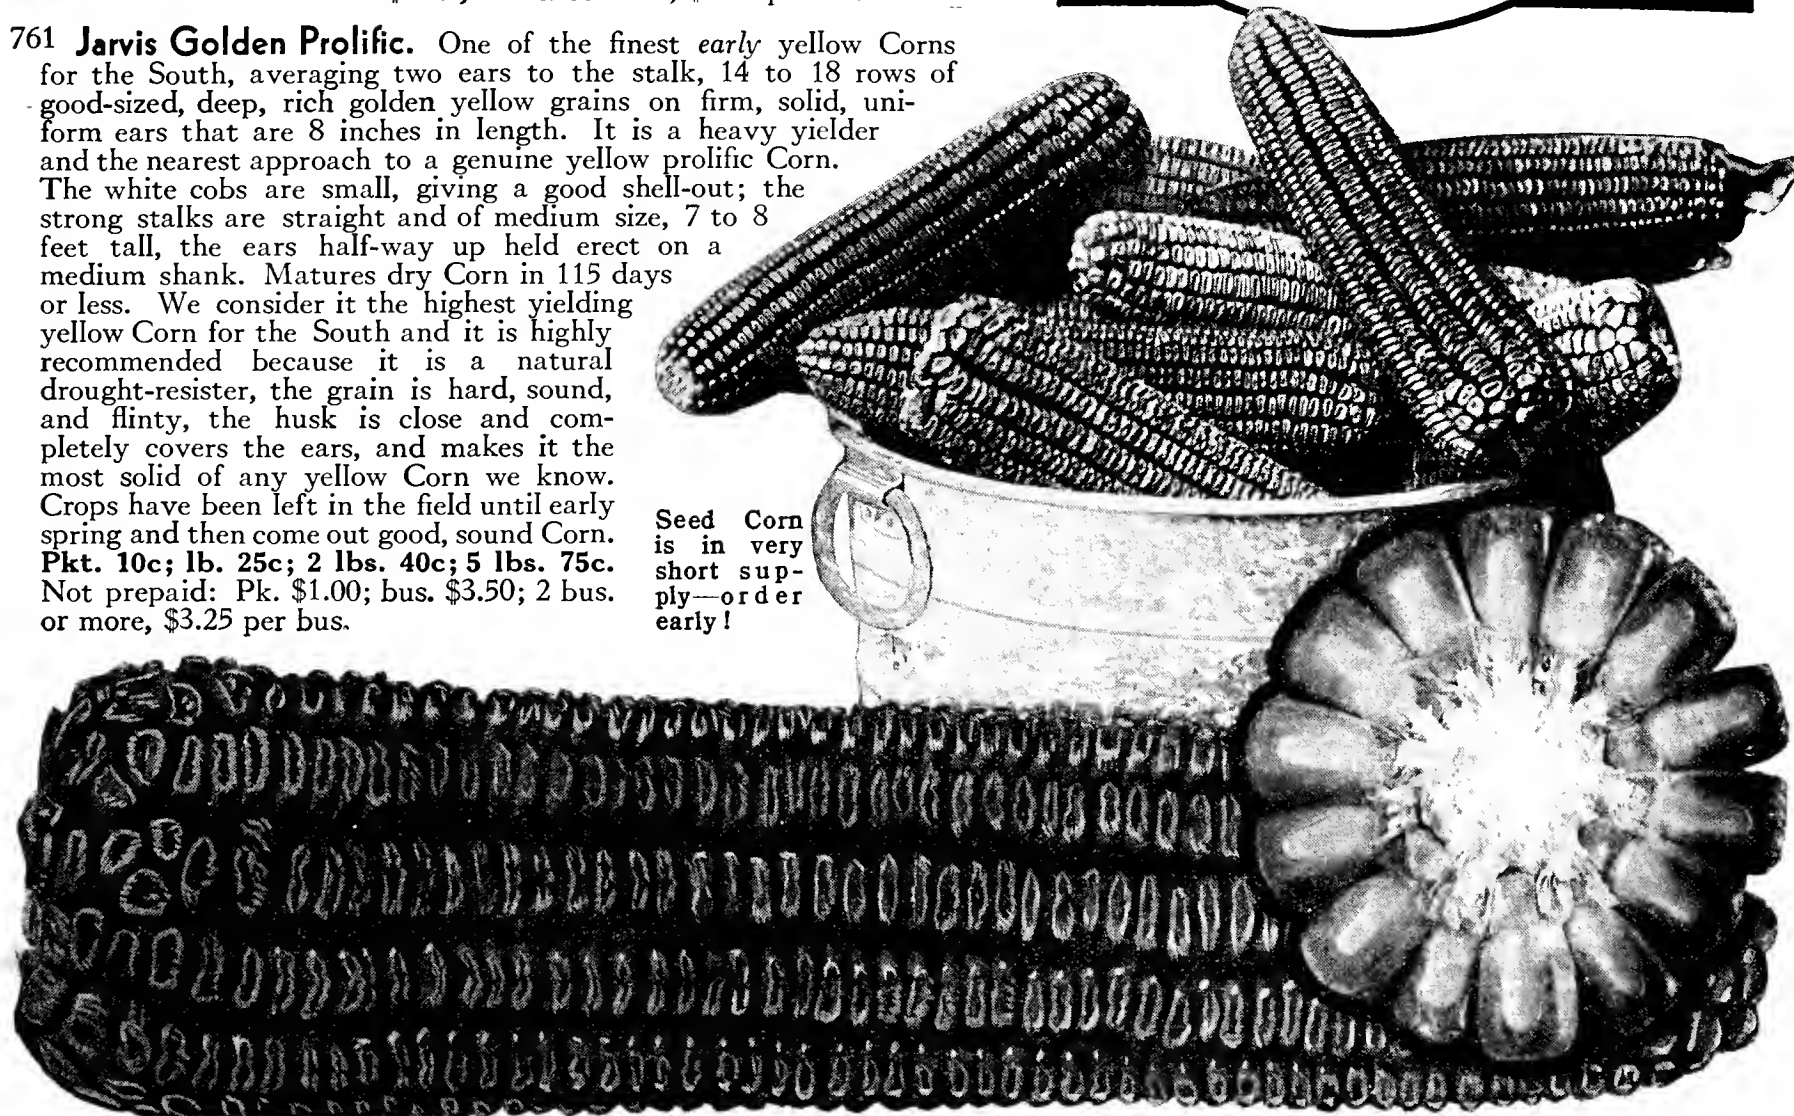 761 Jarvis Golden Prolific. One of the finest early yellow Corns
for the South, averaging two ears to the stalk, 14 to 18 rows of
good-sized, deep, rich golden yellow grains on firm, solid, uni-
form ears that are 8 inches in length. It is a heavy yielder
and the nearest approach to a genuine yellow prolific Corn.
The white cobs are small, giving a good shell-out; the
strong stalks are straight and of medium size, 7 to 8
feet tall, the ears half-way up held erect on a
medium shank. Matures dry Corn in 115 days
or less. We consider it the highest yielding
yellow Corn for the South and it is highly
recommended because it is a natural
drought-resister, the grain is hard, sound,
and flinty, the husk is close and com-
pletely covers the ears, and makes it the
most solid of any yellow Corn we know.
Crops have been left in the field until early
spring and then come out good, sound Corn.
Pkt. 10c; lb. 25c; 2 lbs. 40c; 5 lbs. 75c.
Not prepaid: Pk. $1.00; bus. $3.50; 2 bus.
or more, $3.25 per bus.
Seed Corn
is in very
short sup-
ply—order
early!